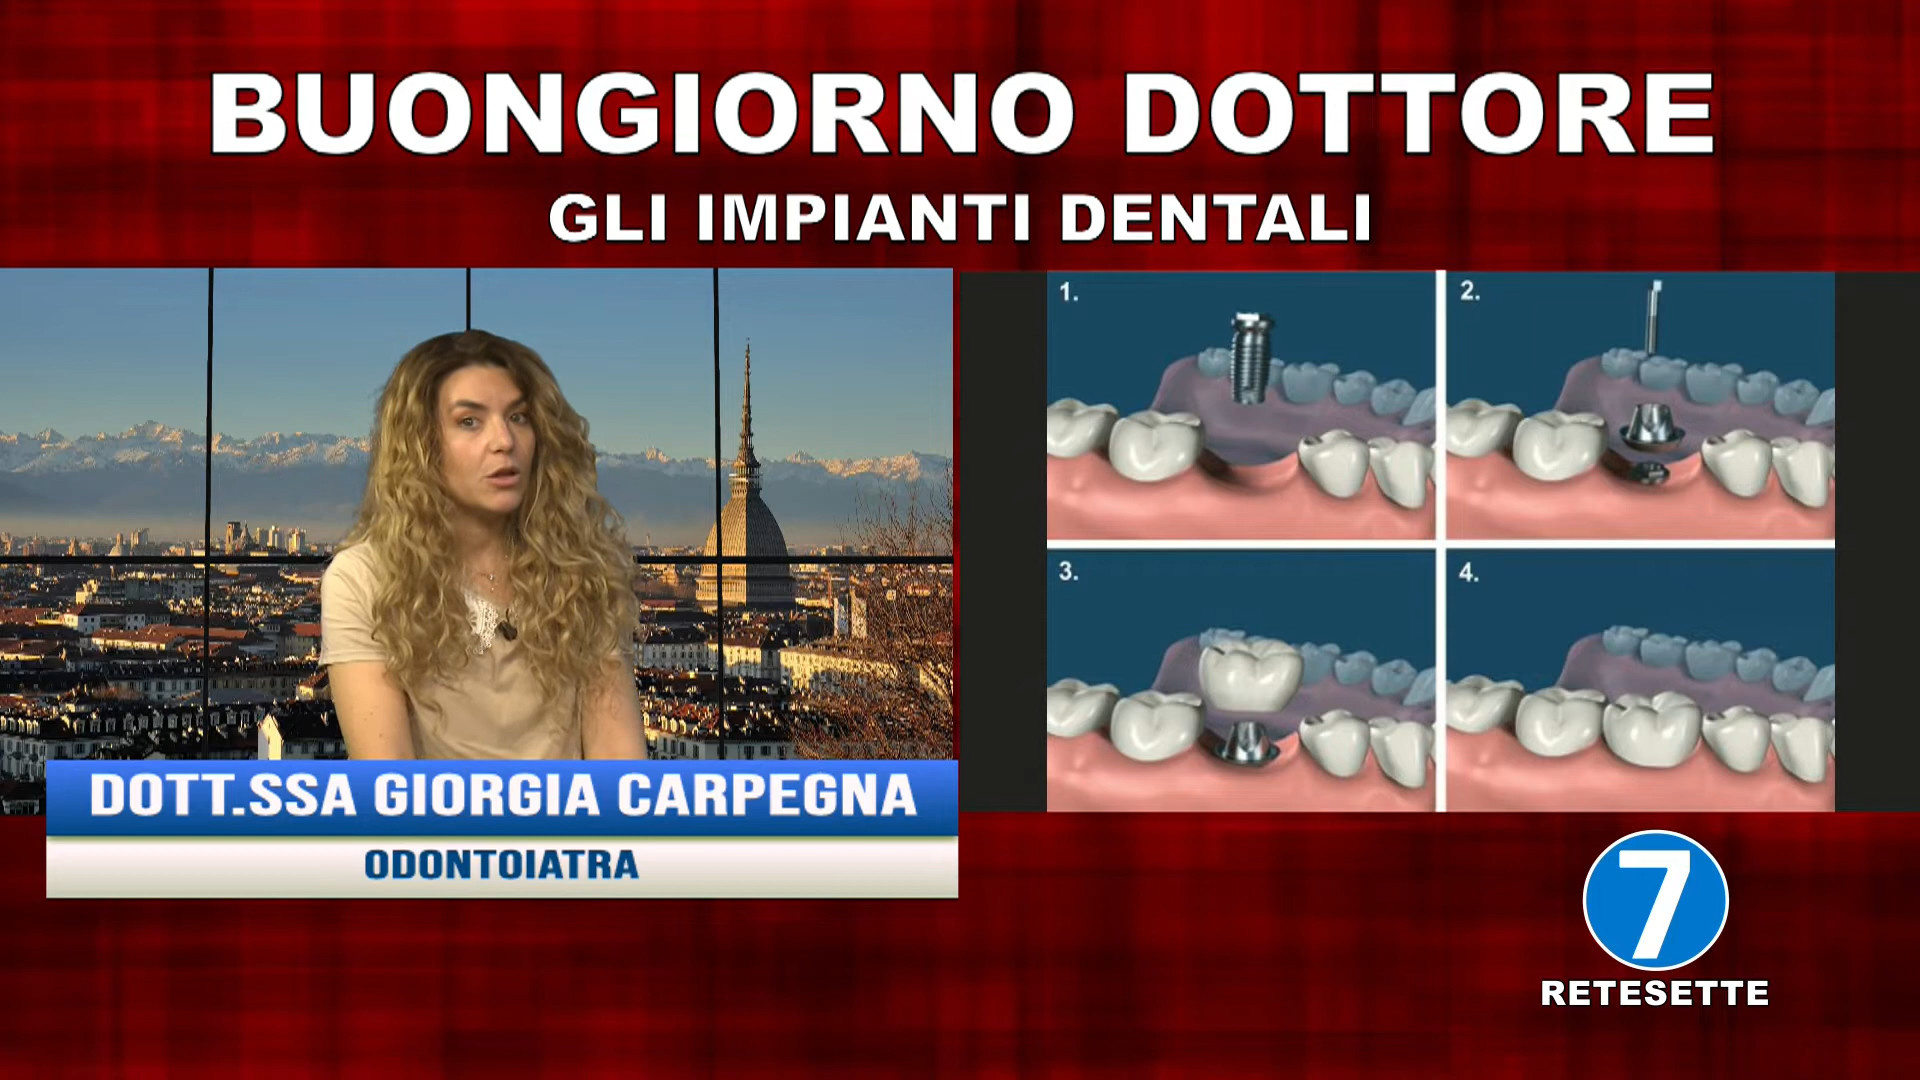 BUONGIORNO DOTTORE
GLI IMPIANTI DENTALI
1.
2.
3.
4.
DOTT.SSA GIORGIA CARPEGNA
ODONTOIATRA
7
RETESETTE